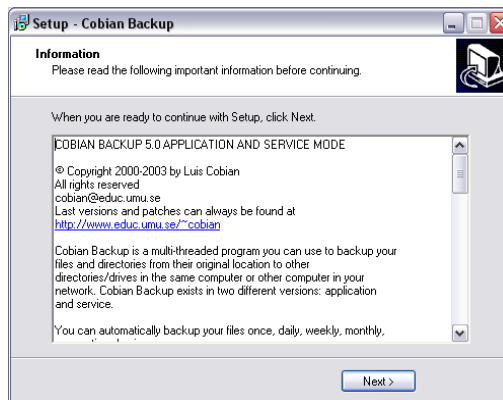 Setup - Cobian Backup
Information
Please read the following important information before continuing.
When you are ready to continue with Setup, click Next.
COBIAN BACKUP 5.0 APPLICATION AND SERVICE MODE
© Copyright 2000-2003 by Luis Cobian
All rights reserved
cobian@educ.umu.se
Last versions and patches can always be found at
http://www.educ.umu.se/~cobian
Cobian Backup is a multi-threaded program you can use to backup your
files and directories from their original location to other
directories/drives in the same computer or other computer in your
network. Cobian Backup exists in two different versions: application
and service.
You can automatically backup your files once, daily, weekly, monthly,
Next >